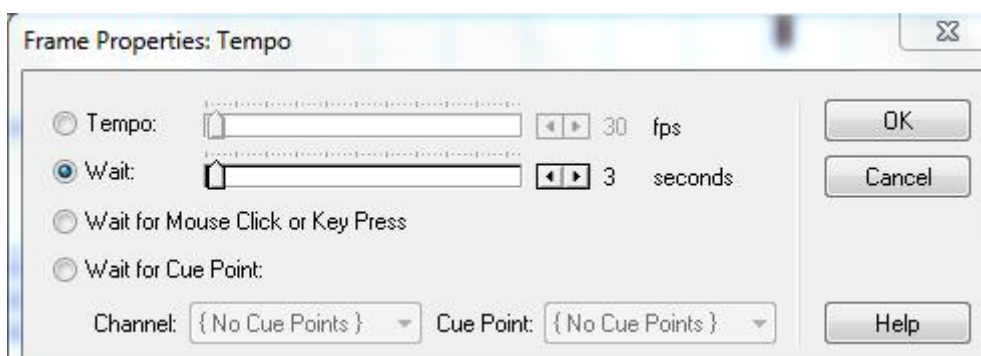 Frame Properties: Tempo
Tempo: 30 fps OK
Wait: 3 seconds Cancel
Wait for Mouse Click or Key Press
Wait for Cue Point:
Channel: { No Cue Points } Cue Point: { No Cue Points } Help